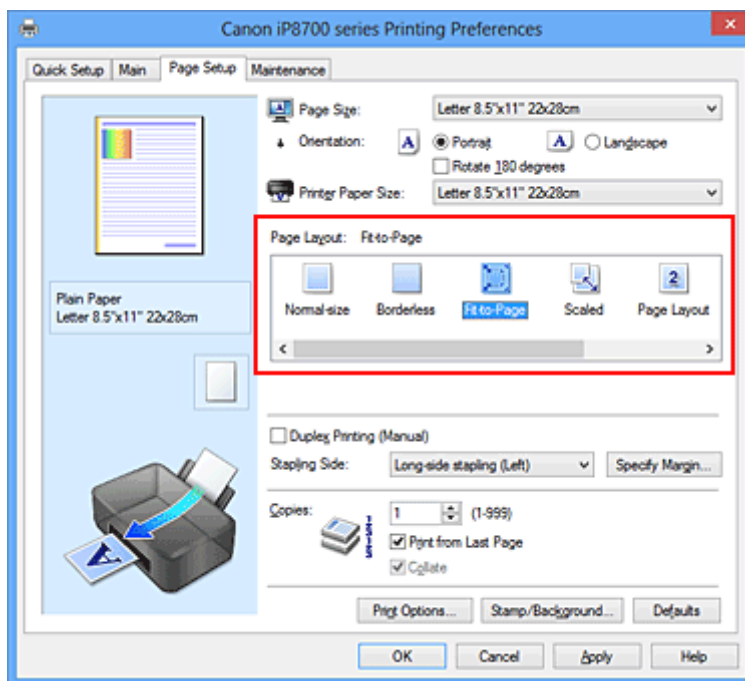 Canon iP8700 series Printing Preferences
Quick Setup Main Page Setup Maintenance
Page Size: Letter 8.5"x11" 22x28cm
Orientation: A Portrait A Landscape
Rotate 180 degrees
Printer Paper Size: Letter 8.5"x11" 22x28cm
Page Layout: Fit-to-Page
Normal-size Borderless Fit-to-Page Scaled 2 Page Layout
Plain Paper
Letter 8.5"x11" 22x28cm
Duplex Printing (Manual)
Stapling Side: Long-side stapling (Left) Specify Margin...
Copies: 1 (1-999)
Print from Last Page
Collate
A
Print Options... Stamp/Background... Defaults
OK Cancel Apply Help